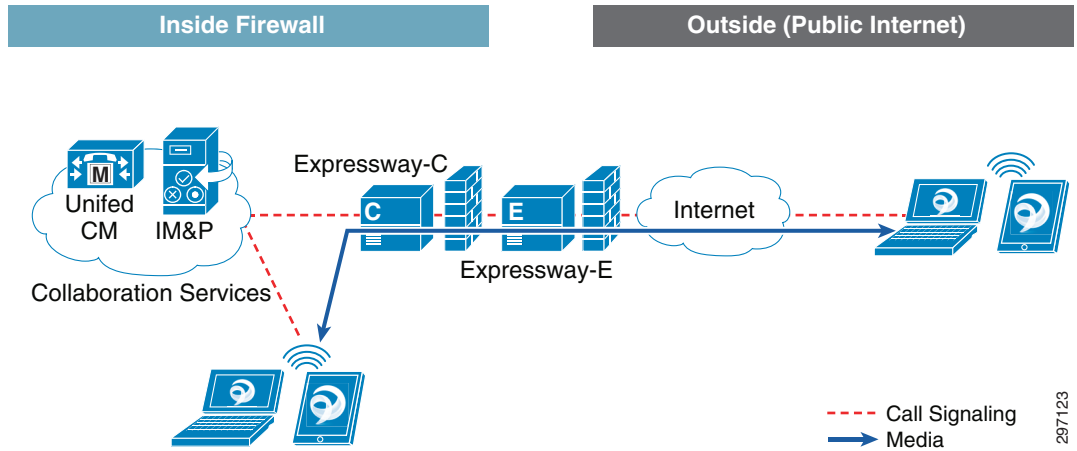 Inside Firewall
Outside (Public Internet)
Expressway-C
M
Unifed
CM
IM&P
C
E
Internet
Expressway-E
Collaboration Services
Call Signaling
Media
297123